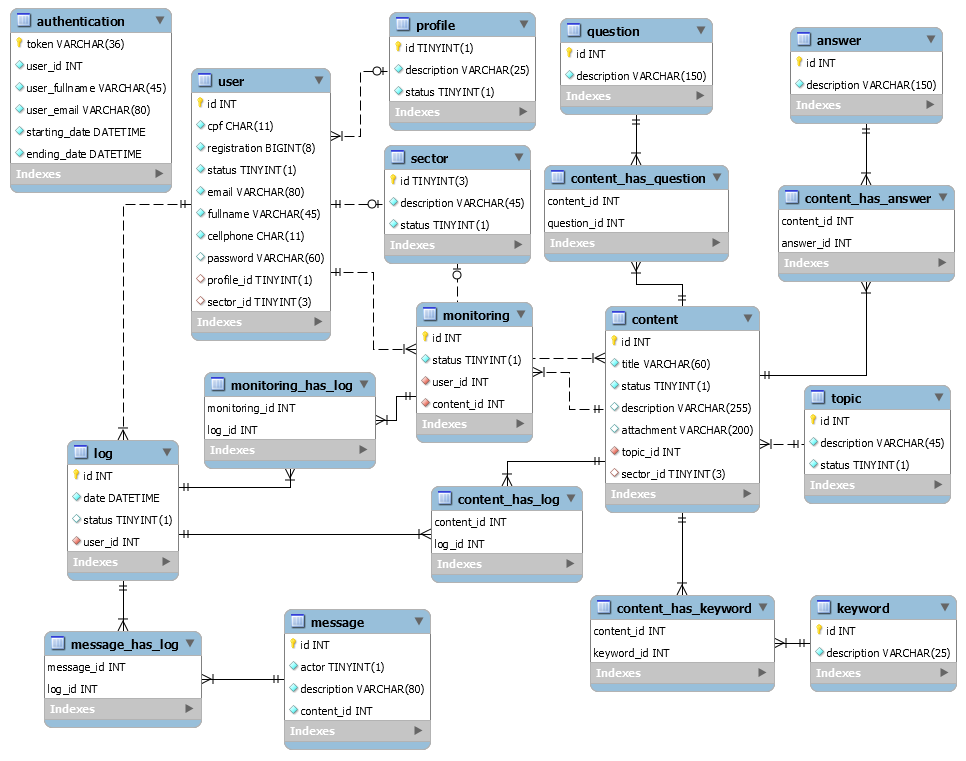 authentication
token VARCHAR(36)
user_id INT
user_fullname VARCHAR(45)
user_email VARCHAR(80)
starting_date DATETIME
ending_date DATETIME
Indexes
user
id INT
cpf CHAR(11)
registration BIGINT(8)
status TINYINT(1)
email VARCHAR(80)
fullname VARCHAR(45)
cellphone CHAR(11)
password VARCHAR(60)
profile_id TINYINT(1)
sector_id TINYINT(3)
Indexes
profile
id TINYINT(1)
description VARCHAR(25)
status TINYINT(1)
Indexes
sector
id TINYINT(3)
description VARCHAR(45)
status TINYINT(1)
Indexes
question
id INT
description VARCHAR(150)
Indexes
answer
id INT
description VARCHAR(150)
Indexes
content_has_question
content_id INT
question_id INT
Indexes
content_has_answer
content_id INT
answer_id INT
Indexes
monitoring
id INT
status TINYINT(1)
user_id INT
content_id INT
Indexes
content
id INT
title VARCHAR(60)
status TINYINT(1)
description VARCHAR(255)
attachment VARCHAR(200)
topic_id INT
sector_id TINYINT(3)
Indexes
monitoring_has_log
monitoring_id INT
log_id INT
Indexes
topic
id INT
description VARCHAR(45)
status TINYINT(1)
Indexes
log
id INT
date DATETIME
status TINYINT(1)
user_id INT
Indexes
content_has_log
content_id INT
log_id INT
Indexes
message_has_log
message_id INT
log_id INT
Indexes
message
id INT
actor TINYINT(1)
description VARCHAR(80)
content_id INT
Indexes
content_has_keyword
content_id INT
keyword_id INT
Indexes
keyword
id INT
description VARCHAR(25)
Indexes